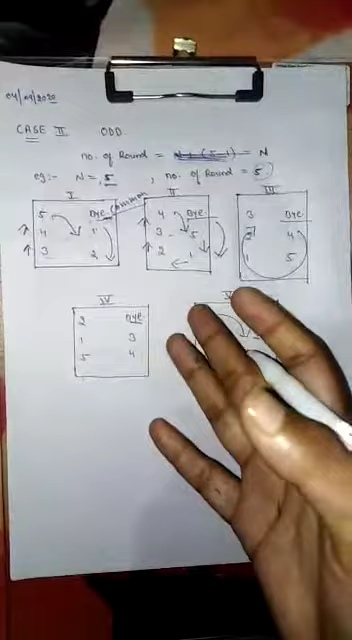 04/04/2020
CASE II ODD
no. of Round = N
eg:- N = 5, no. of Round = 5
I II III
common
5 Bye
4 1
3 2
4 Bye
3 5
2 1
3 Bye
2 4
1 5
IV V
2 Bye
1 3
5 4